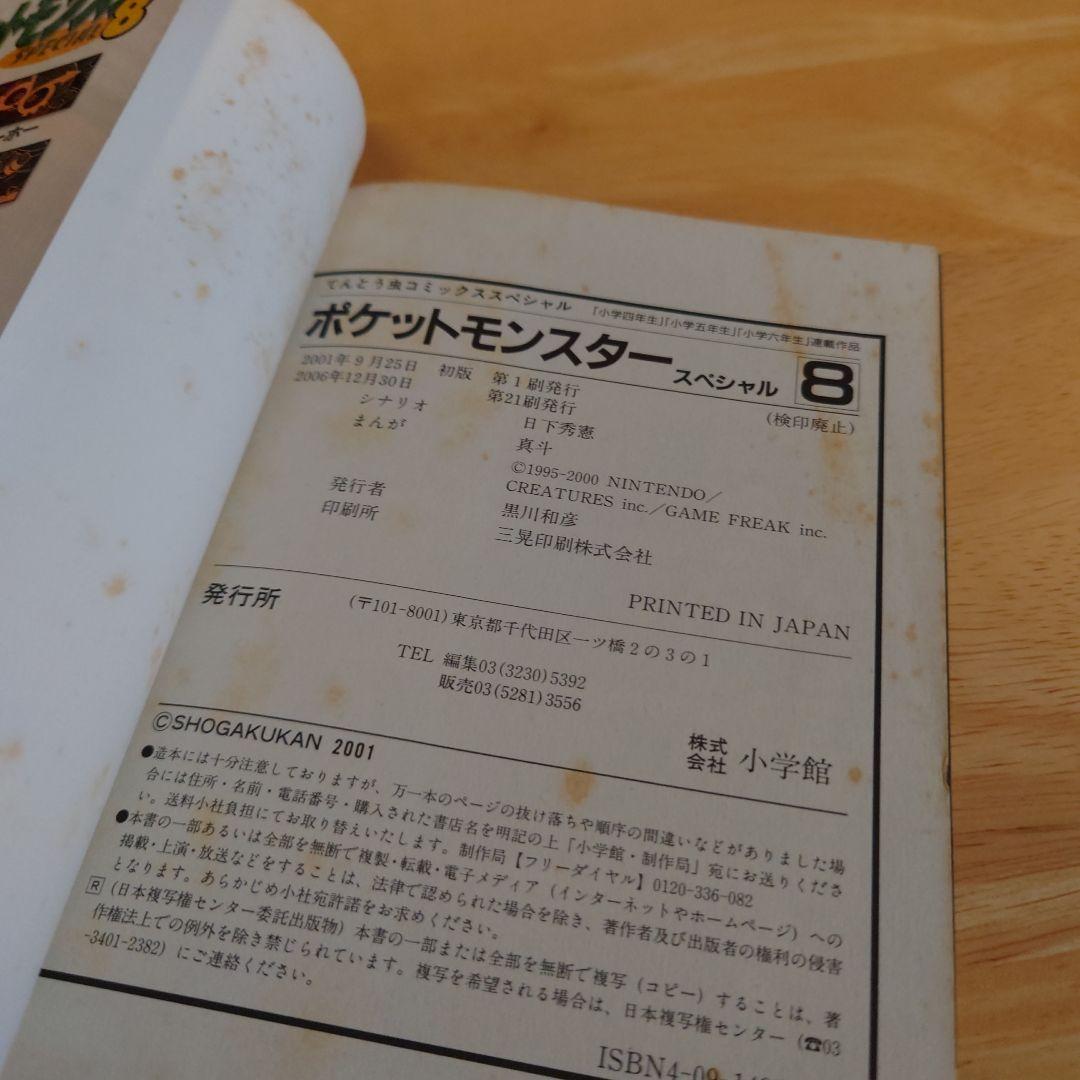 SPECIAL 8
てんとう虫コミックススペシャル 「小学四年生」「小学五年生」「小学六年生」連載作品
ポケットモンスター スペシャル 8
2001年9月25日 初版 第1刷発行
2006年12月30日 第21刷発行
(検印廃止)
シナリオ 日下秀憲
まんが 真斗
©1995-2000 NINTENDO/
CREATURES inc./GAME FREAK inc.
発行者 黒川和彦
印刷所 三晃印刷株式会社
PRINTED IN JAPAN
発行所 (〒101-8001)東京都千代田区一ツ橋2の3の1
TEL 編集03(3230)5392
販売03(5281)3556
株式会社 小学館
©SHOGAKUKAN 2001
●造本には十分注意しておりますが、万一本のページの抜け落ちや順序の間違いなどがありました場
合には住所・名前・電話番号・購入された書店名を明記の上「小学館・制作局」宛にお送りくださ
い。送料小社負担にてお取り替えいたします。制作局【フリーダイヤル】0120-336-082
●本書の一部あるいは全部を無断で複製・転載・電子メディア(インターネットやホームページ)への
掲載・上演・放送などをすることは、法律で認められた場合を除き、著作者及び出版者の権利の侵害
となります。あらかじめ小社宛許諾をお求めください。
R(日本複写権センター委託出版物)本書の一部または全部を無断で複写(コピー)することは、著
作権法上での例外を除き禁じられています。複写を希望される場合は、日本複写権センター(☎03
-3401-2382)にご連絡ください。
ISBN4-09-14